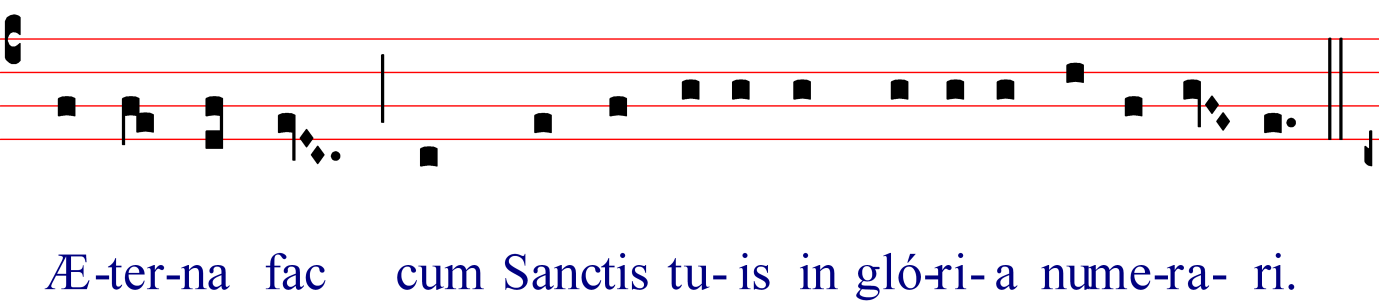 Æ-ter-na fac cum Sanctis tu- is in gló-ri- a nume-ra- ri.